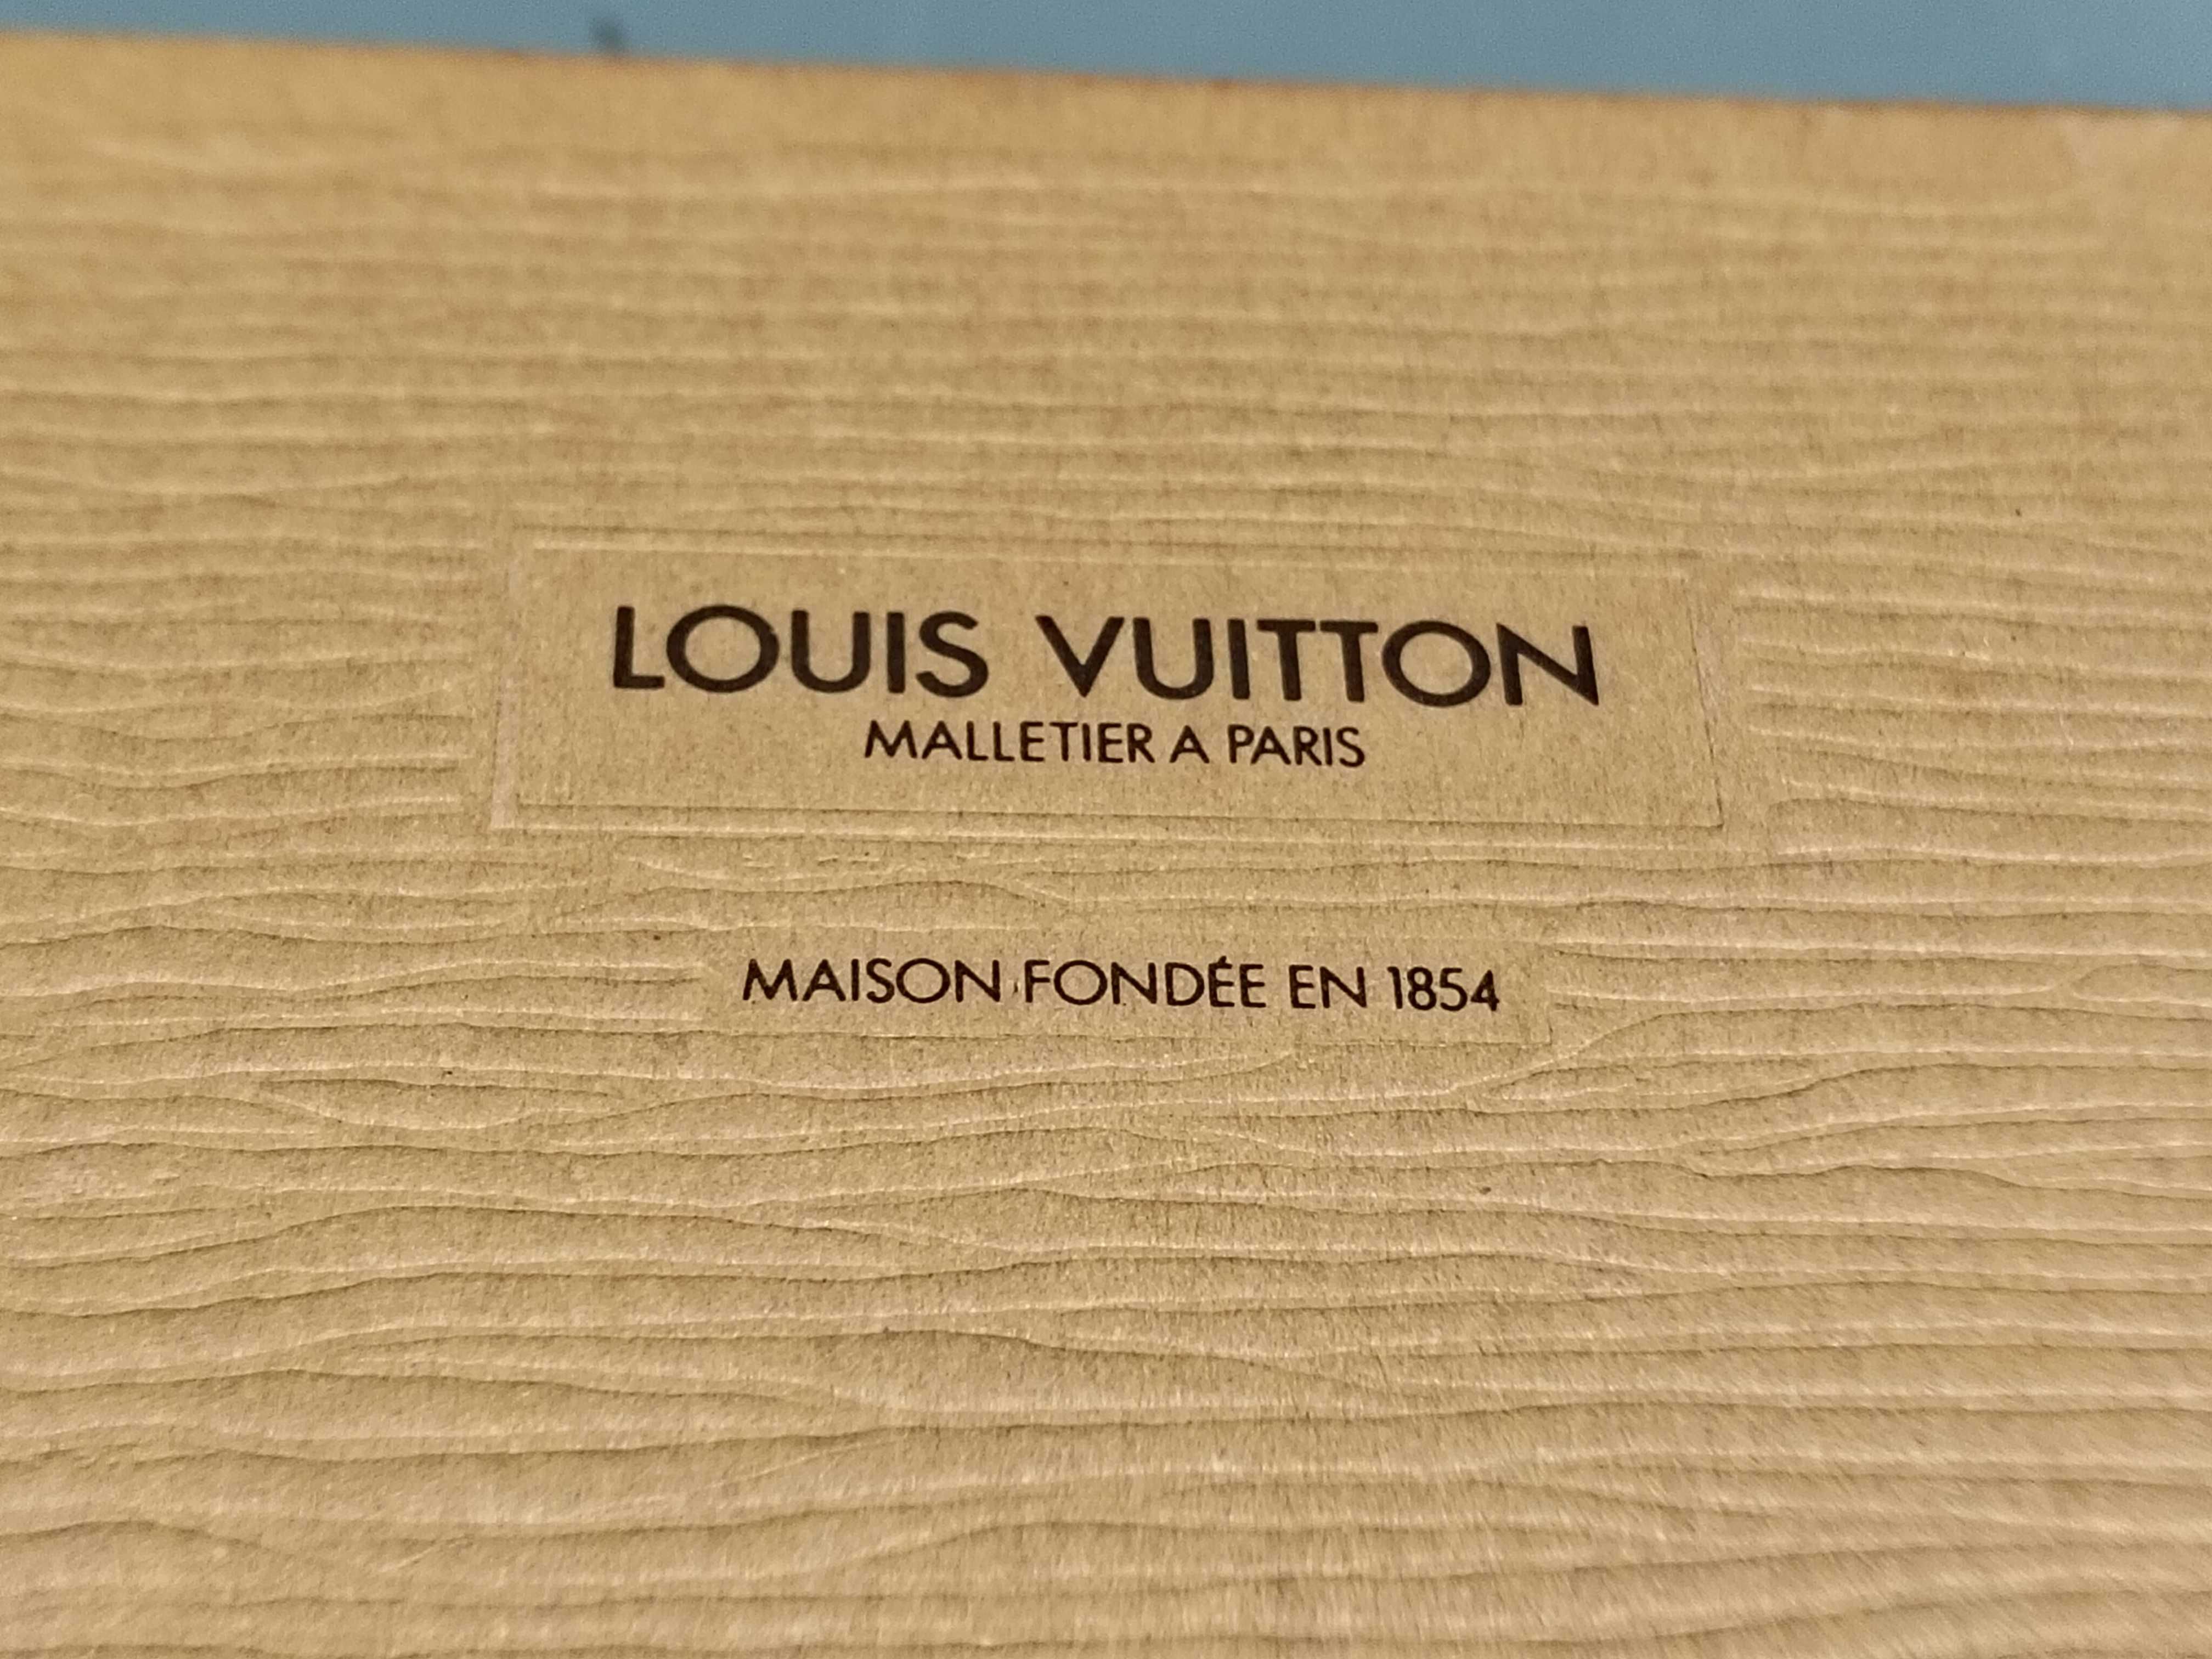 LOUIS VUITTON
MALLETIER A PARIS
MAISON FONDÉE EN 1854